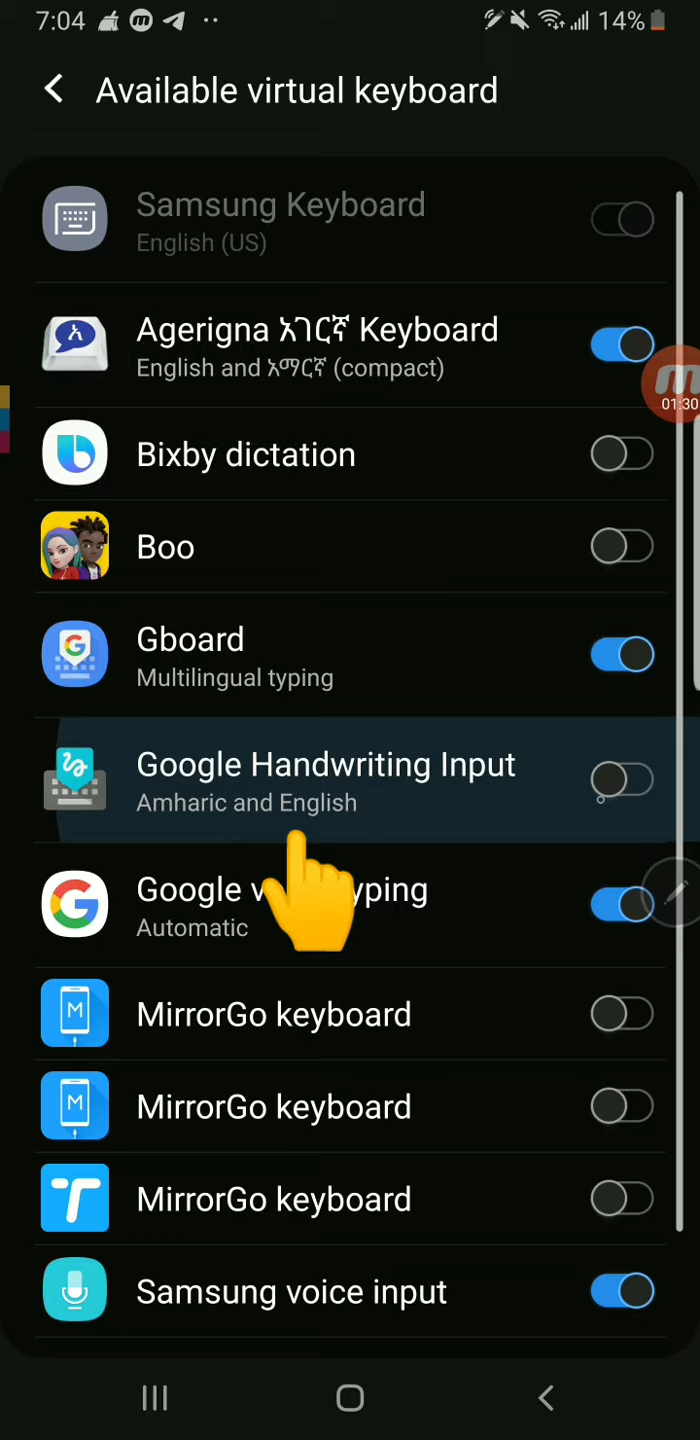 7:04
14%
Available virtual keyboard
Samsung Keyboard
English (US)
Agerigna አገርኛ Keyboard
English and አማርኛ (compact)
01:30
Bixby dictation
Boo
Gboard
Multilingual typing
Google Handwriting Input
Amharic and English
Google v yping
Automatic
MirrorGo keyboard
MirrorGo keyboard
MirrorGo keyboard
Samsung voice input